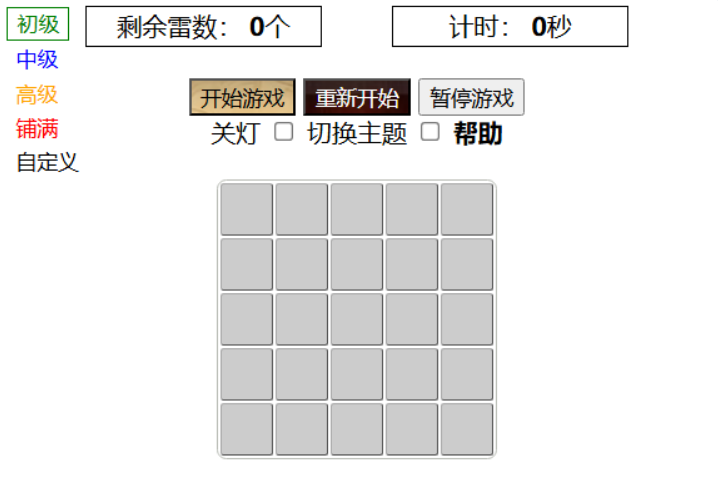 初级 剩余雷数： 0个 计时： 0秒
中级
高级 开始游戏 重新开始 暂停游戏
铺满 关灯 切换主题 帮助
自定义